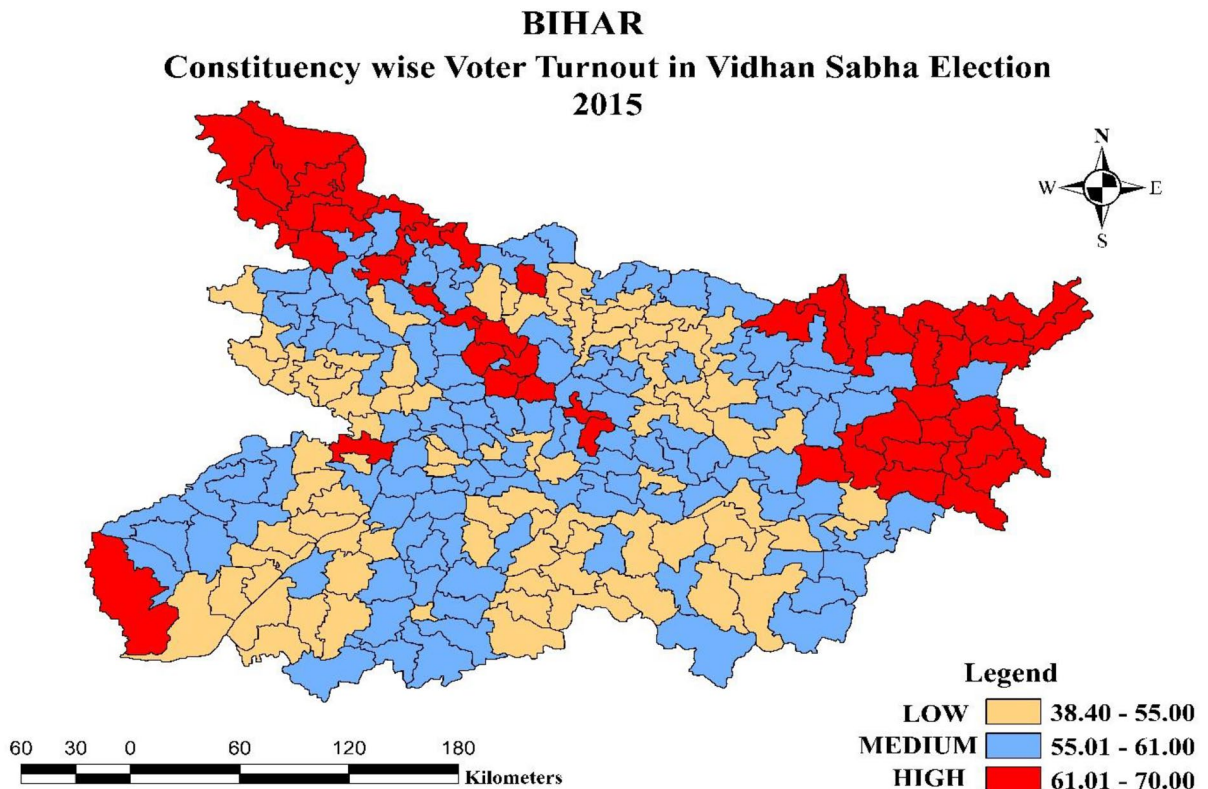 BIHAR
Constituency wise Voter Turnout in Vidhan Sabha Election
2015
N
W E
S
Legend
LOW 38.40 - 55.00
MEDIUM 55.01 - 61.00
HIGH 61.01 - 70.00
60 30 0 60 120 180
Kilometers